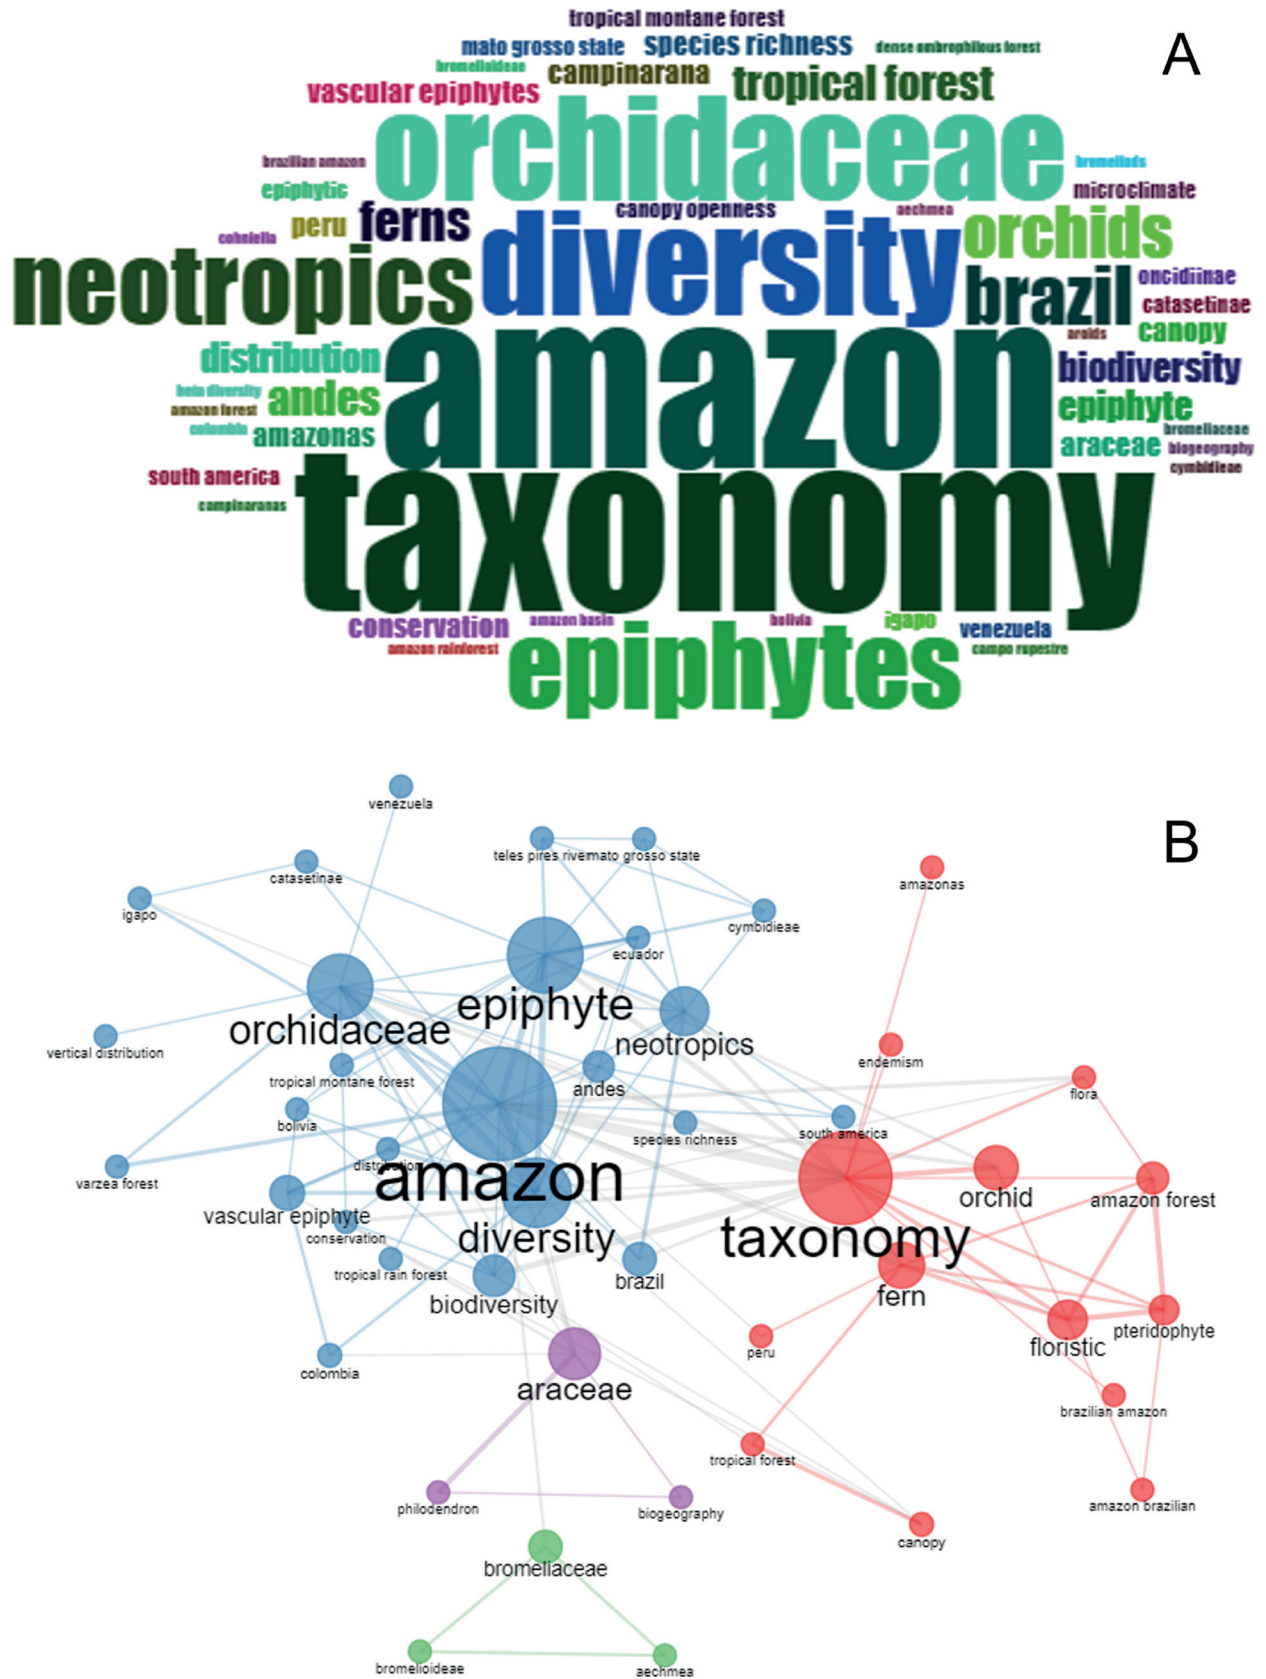 tropical montane forest
A
mato grosso state species richness dense ombrophilous forest
bromelioideae campinarana tropical forest
vascular epiphytes
orchidaceae
brazilian amazon bromeliads
epiphytic microclimate
canopy openness aechmea
peru ferns diversity orchids
cohniella
neotropics brazil oncidiinae
catasetinae
aroids canopy
distribution amazon biodiversity
beta diversity andes epiphyte
amazon forest
colombia amazonas bromeliaceae
araceae biogeography
cymbidieae
south america taxonomy
campinaranas
conservation amazon basin bolivia igapo venezuela
amazon rainforest epiphytes campo rupestre
B
venezuela
teles pires river mato grosso state
catasetinae
amazonas
igapo
cymbidieae
ecuador
epiphyte
orchidaceae
neotropics
vertical distribution
endemism
tropical montane forest
andes
flora
bolivia
species richness
south america
distribution
varzea forest
amazon
orchid
amazon forest
vascular epiphyte
conservation
diversity
taxonomy
tropical rain forest
brazil
biodiversity
fern
pteridophyte
floristic
peru
colombia
araceae
brazilian amazon
tropical forest
philodendron
biogeography
amazon brazilian
canopy
bromeliaceae
bromelioideae
aechmea